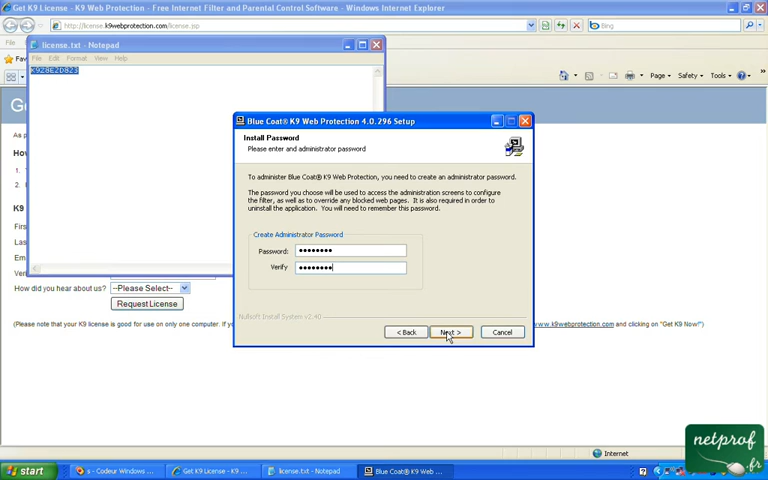 Get K9 License - K9 Web Protection - Free Internet Filter and Parental Control Software - Windows Internet Explorer
http://license.k9webprotection.com/license.jsp
Bing
license.txt - Notepad
File Edit Format View Help
Page Safety Tools
Blue Coat® K9 Web Protection 4.0.296 Setup
Install Password
Please enter and administrator password
To administer Blue Coat® K9 Web Protection, you need to create an administrator password.
The password you choose will be used to access the administration screens to configure
the filter, as well as to override any blocked web pages. It is also required in order to
uninstall the application. You will need to remember this password.
Create Administrator Password
Password:
Verify
Nullsoft Install System v2.40
< Back Next > Cancel
How did you hear about us? --Please Select--
Request License
(Please note that your K9 license is good for use on only one computer. If
www.k9webprotection.com and clicking on "Get K9 Now!")
Internet
start
s - Codeur Windows ...
Get K9 License - K9 ...
license.txt - Notepad
Blue Coat® K9 Web ...
netprof
.fr